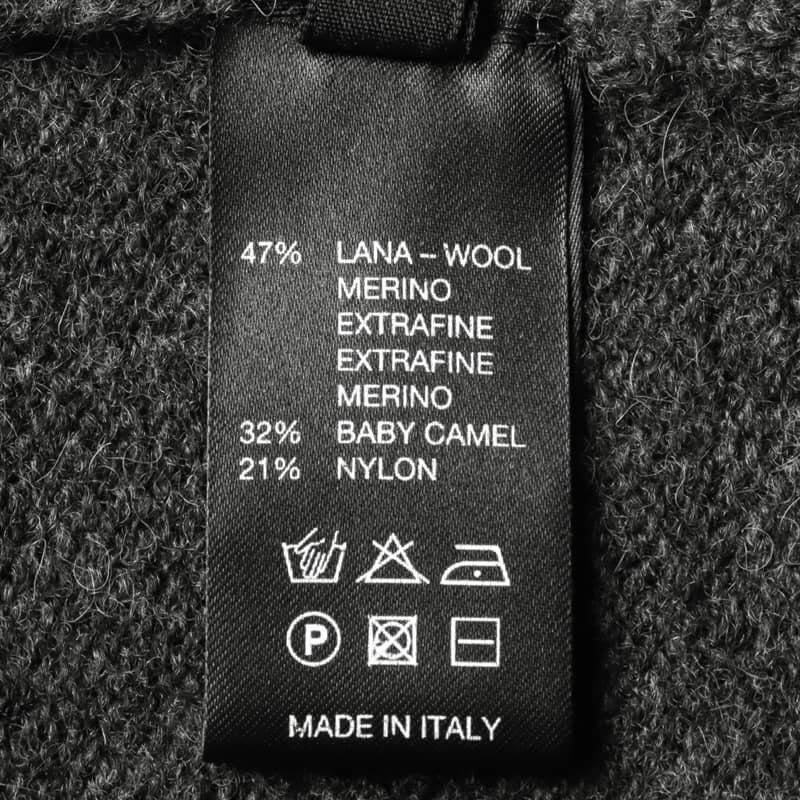 47% LANA – WOOL
MERINO
EXTRAFINE
EXTRAFINE
MERINO
32% BABY CAMEL
21% NYLON
P
MADE IN ITALY